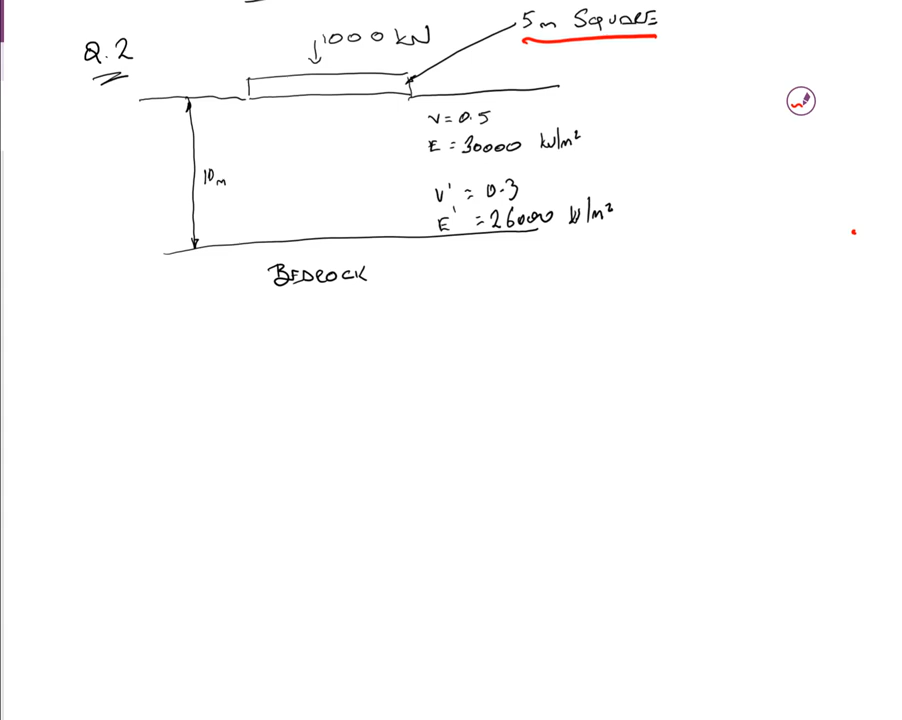 Q.2
1000 kN
5m SQUARE
10m
V = 0.5
E = 30000 kN/m²
V' = 0.3
E' = 26000 kN/m²
BEDROCK